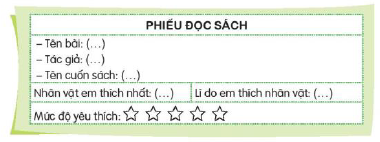 PHIẾU ĐỌC SÁCH
– Tên bài: (…)
– Tác giả: (…)
– Tên cuốn sách: (…)
Nhân vật em thích nhất: (…) Lí do em thích nhân vật: (…)
Mức độ yêu thích: